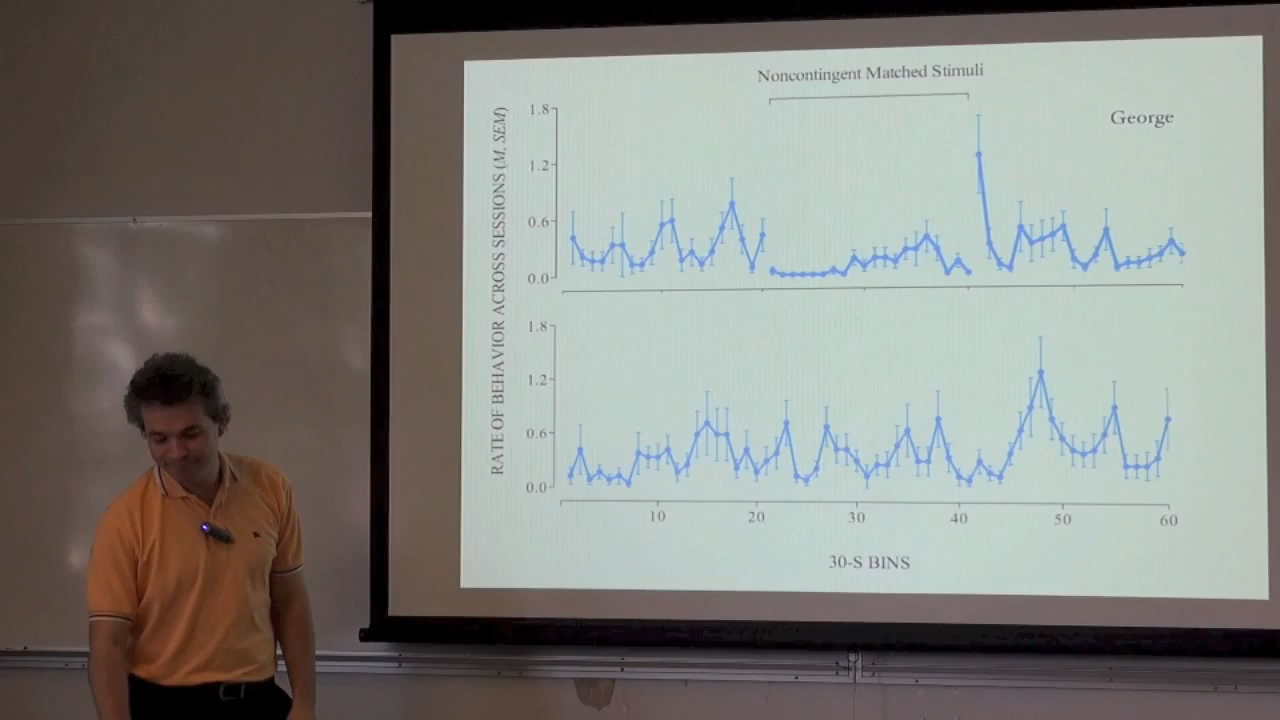 Noncontingent Matched Stimuli
George
RATE OF BEHAVIOR ACROSS SESSIONS (M, SEM)
1.8
1.2
0.6
0.0
1.8
1.2
0.6
0.0
10 20 30 40 50 60
30-S BINS